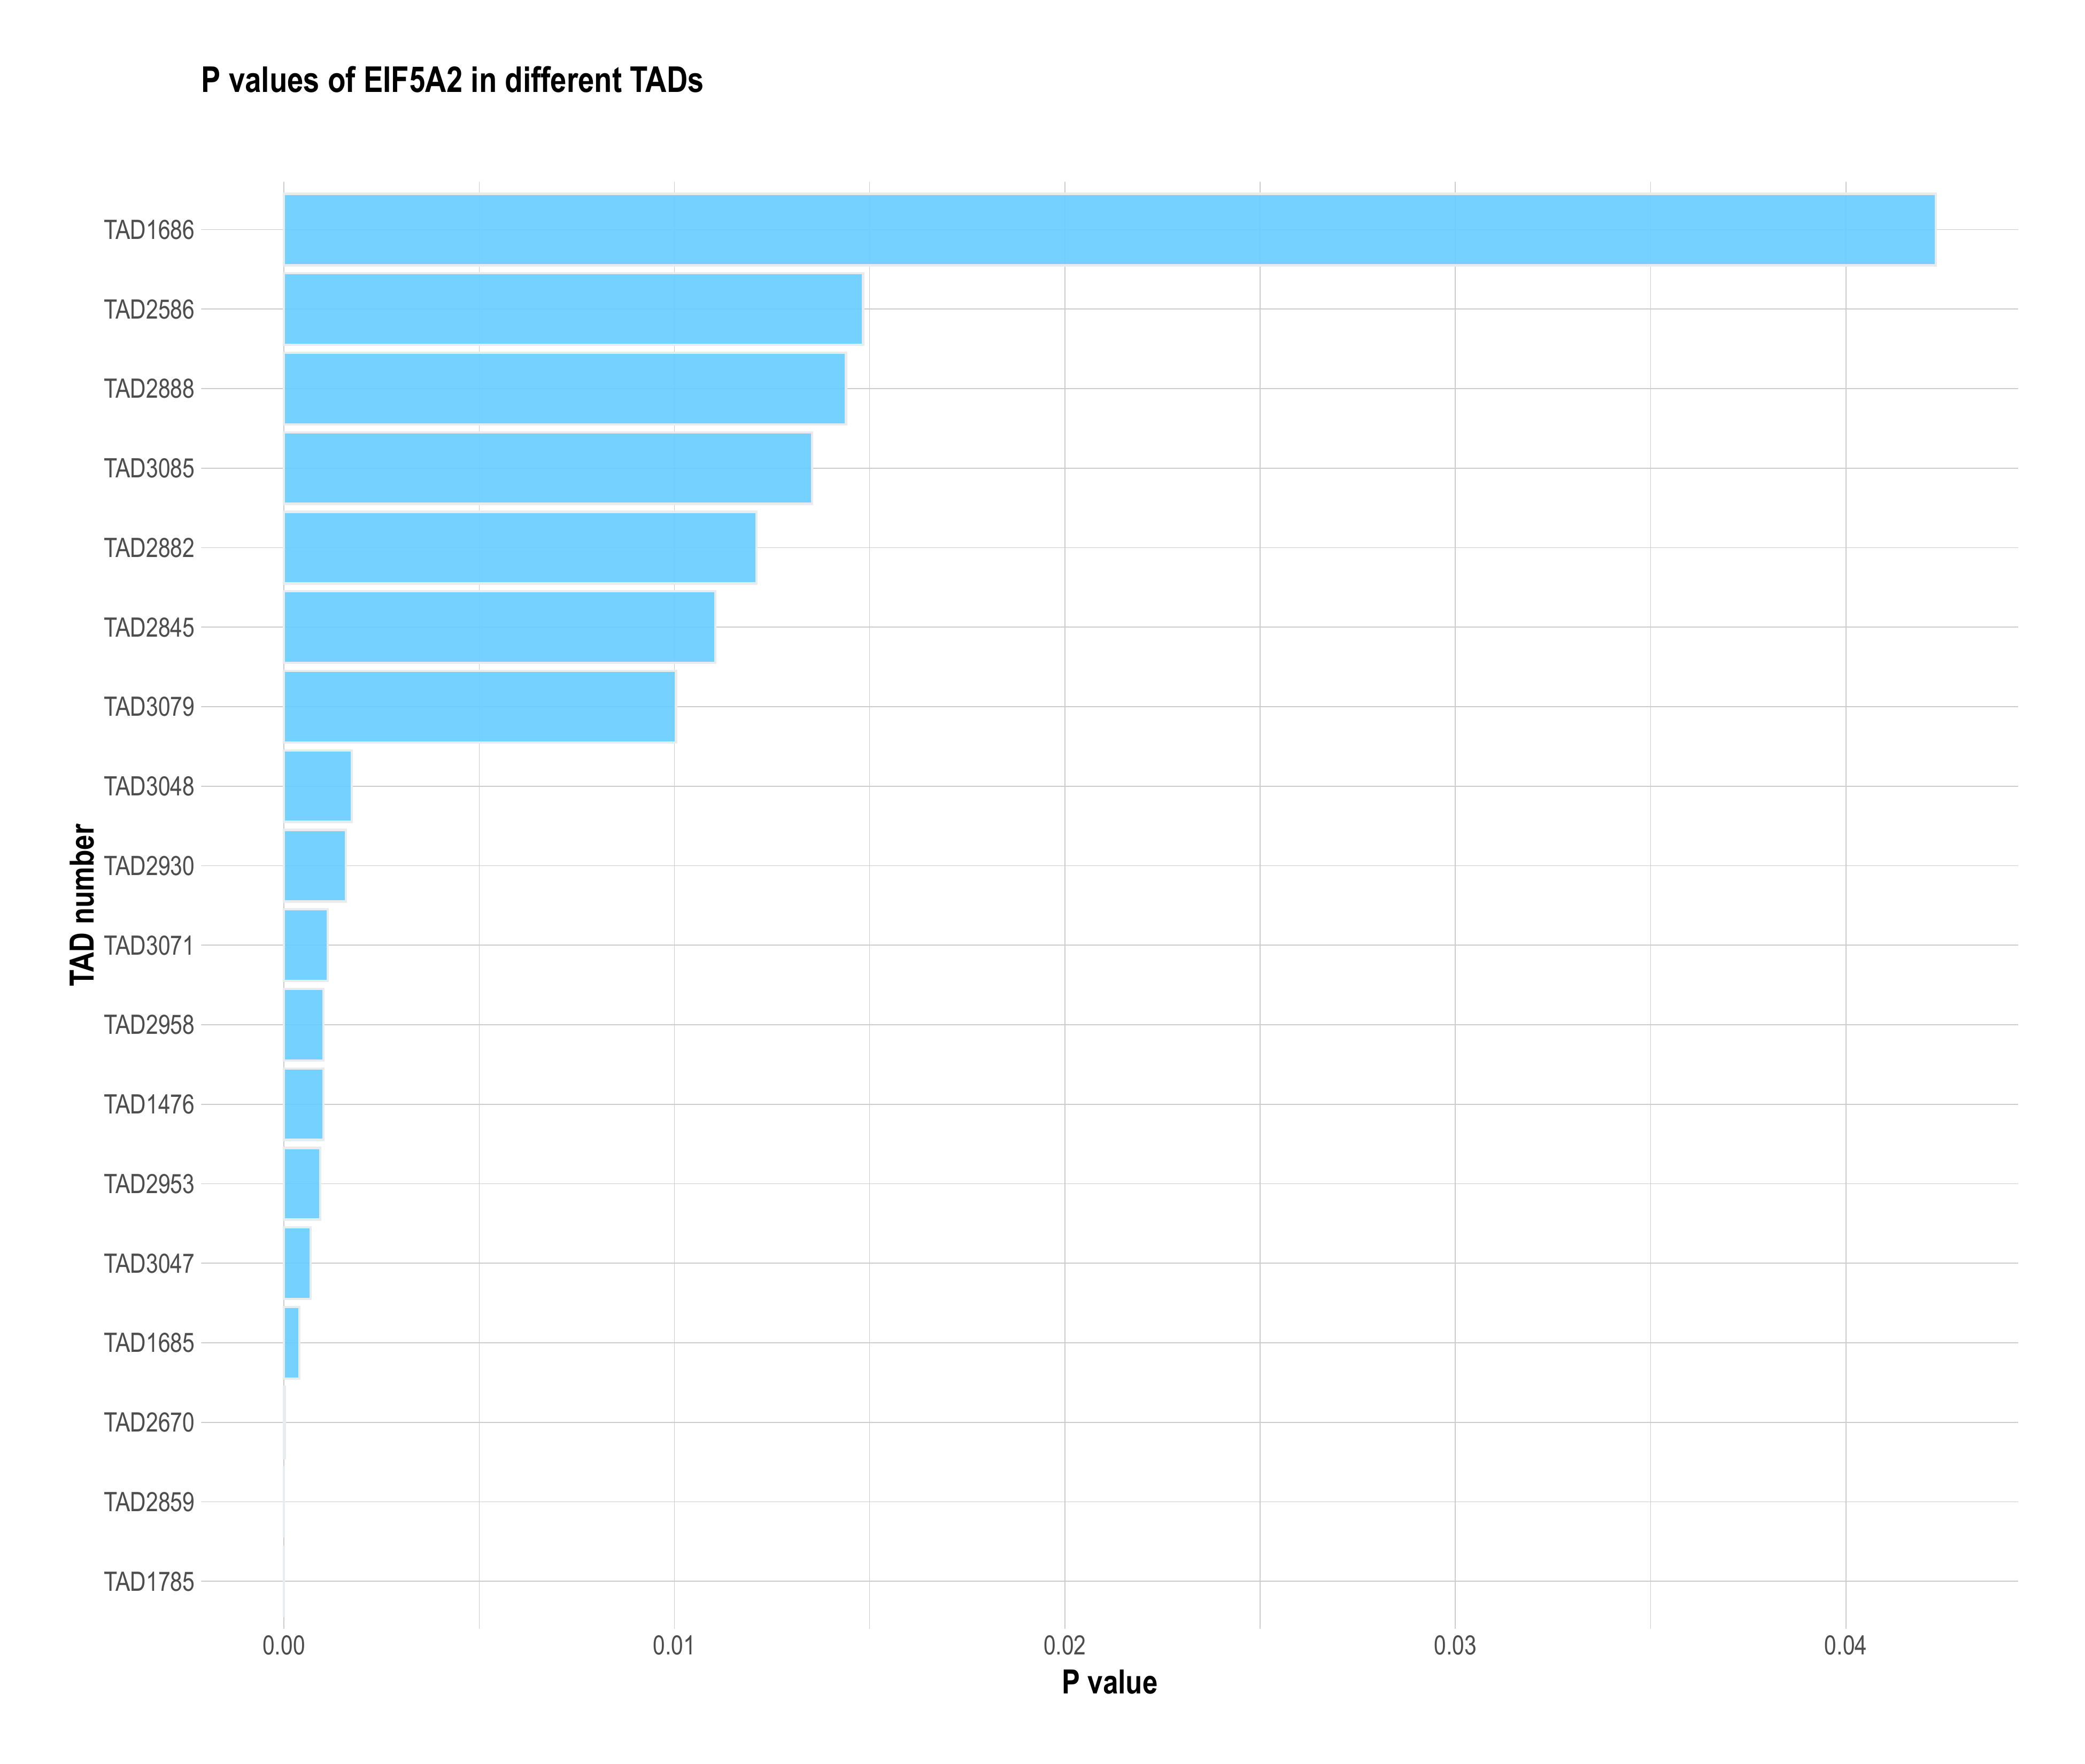 P values of EIF5A2 in different TADs
TAD number
TAD1686
TAD2586
TAD2888
TAD3085
TAD2882
TAD2845
TAD3079
TAD3048
TAD2930
TAD3071
TAD2958
TAD1476
TAD2953
TAD3047
TAD1685
TAD2670
TAD2859
TAD1785
0.00 0.01 0.02 0.03 0.04
P value